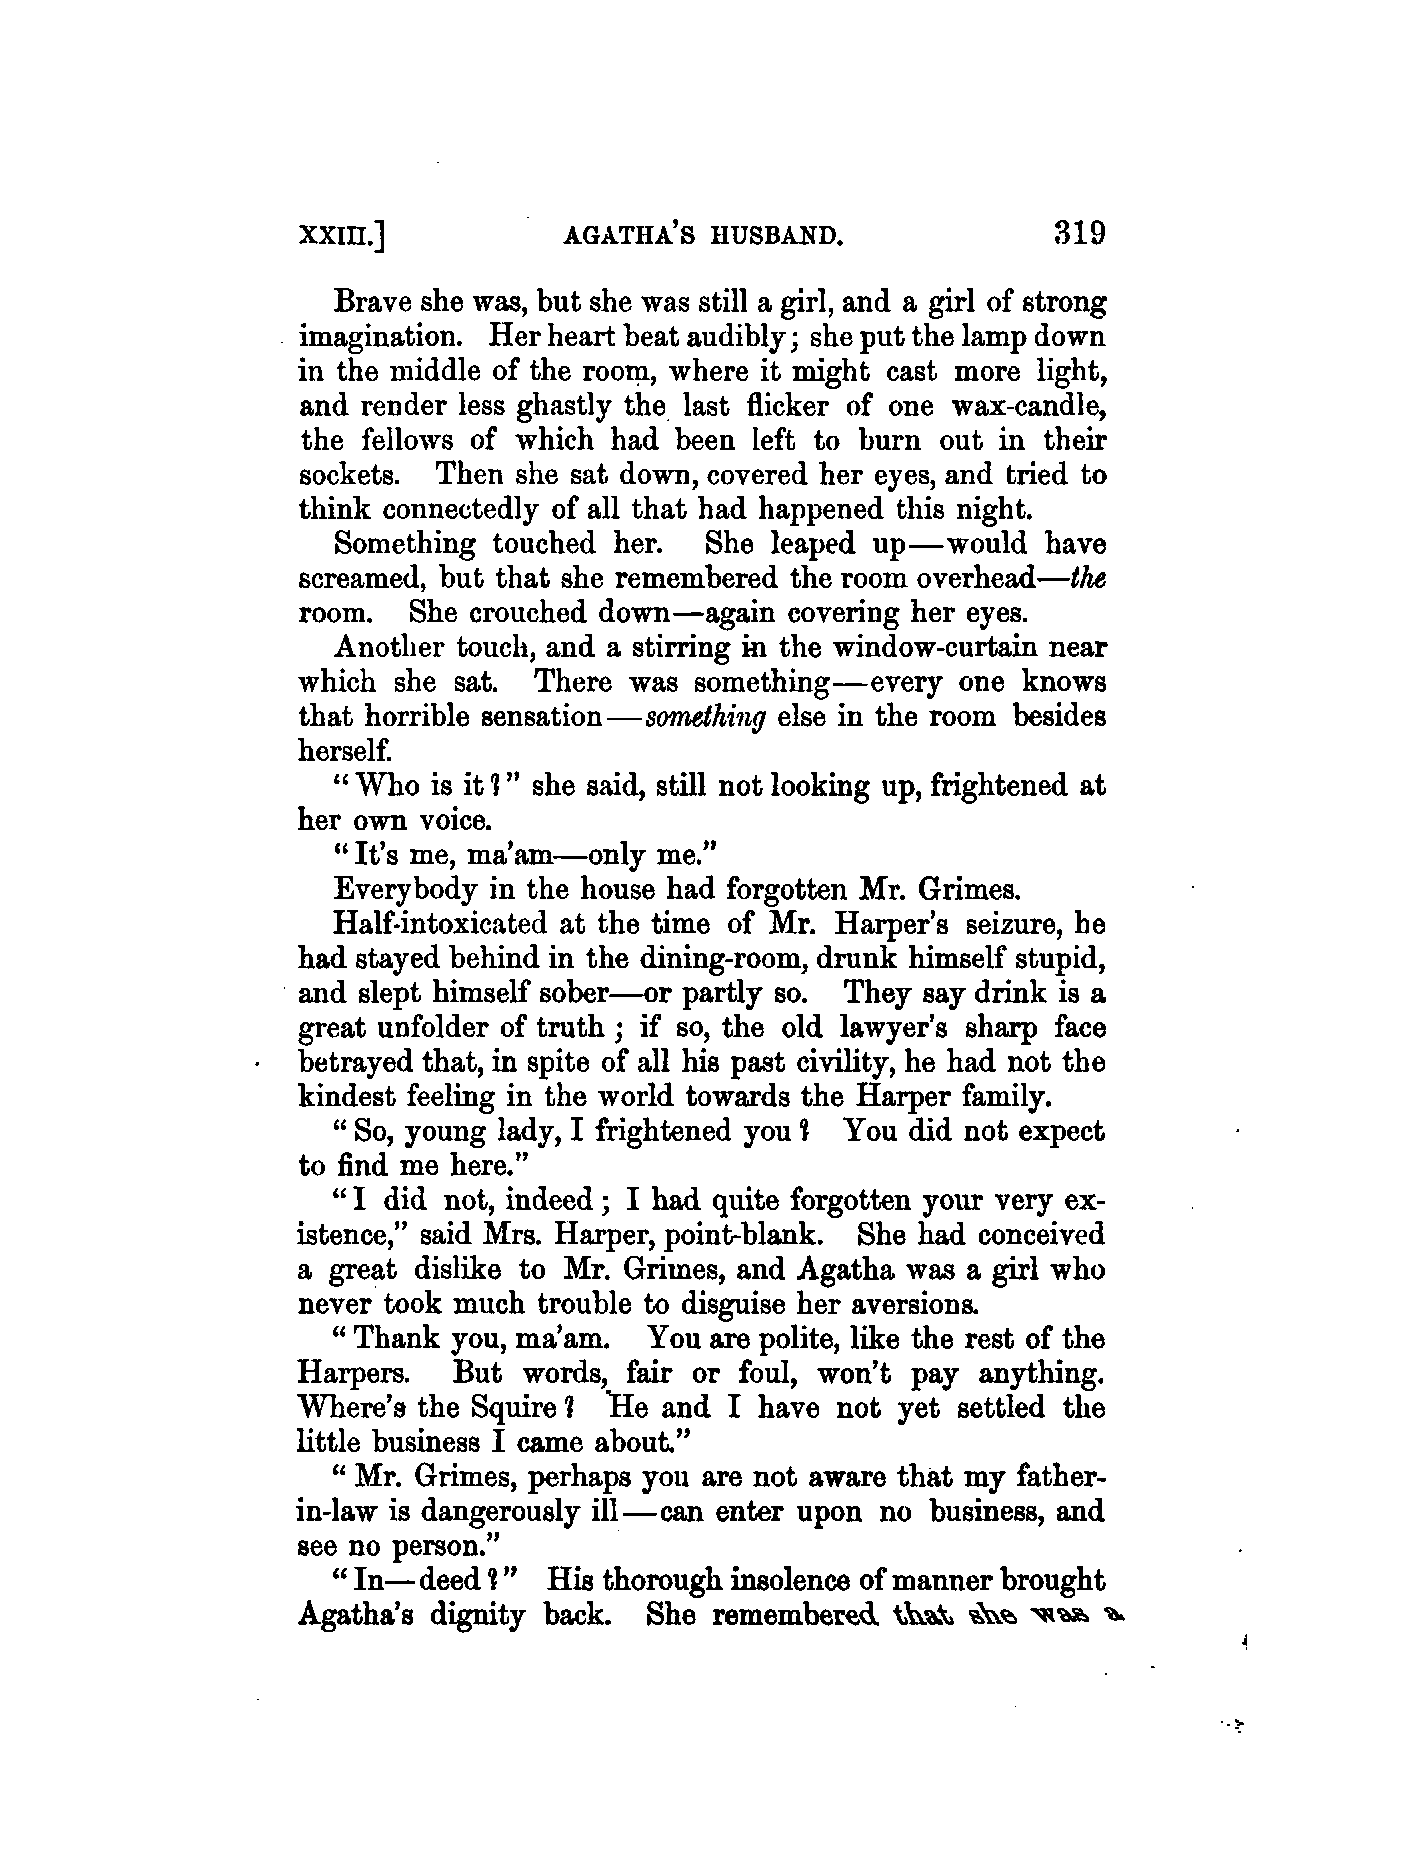 XXIII.] AGATHA'S HUSBAND. 319
Brave she was, but she was still a girl, and a girl of strong
imagination. Her heart beat audibly; she put the lamp down
in the middle of the room, where it might cast more light,
and render less ghastly the last flicker of one wax-candle,
the fellows of which had been left to burn out in their
sockets. Then she sat down, covered her eyes, and tried to
think connectedly of all that had happened this night.
Something touched her. She leaped up—would have
screamed, but that she remembered the room overhead—the
room. She crouched down—again covering her eyes.
Another touch, and a stirring in the window-curtain near
which she sat. There was something—every one knows
that horrible sensation—something else in the room besides
herself.
"Who is it?" she said, still not looking up, frightened at
her own voice.
"It's me, ma'am—only me."
Everybody in the house had forgotten Mr. Grimes.
Half-intoxicated at the time of Mr. Harper's seizure, he
had stayed behind in the dining-room, drunk himself stupid,
and slept himself sober—or partly so. They say drink is a
great unfolder of truth; if so, the old lawyer's sharp face
betrayed that, in spite of all his past civility, he had not the
kindest feeling in the world towards the Harper family.
"So, young lady, I frightened you? You did not expect
to find me here."
"I did not, indeed; I had quite forgotten your very ex-
istence," said Mrs. Harper, point-blank. She had conceived
a great dislike to Mr. Grimes, and Agatha was a girl who
never took much trouble to disguise her aversions.
"Thank you, ma'am. You are polite, like the rest of the
Harpers. But words, fair or foul, won't pay anything.
Where's the Squire? He and I have not yet settled the
little business I came about."
"Mr. Grimes, perhaps you are not aware that my father-
in-law is dangerously ill—can enter upon no business, and
see no person."
"In—deed?" His thorough insolence of manner brought
Agatha's dignity back. She remembered that she was a